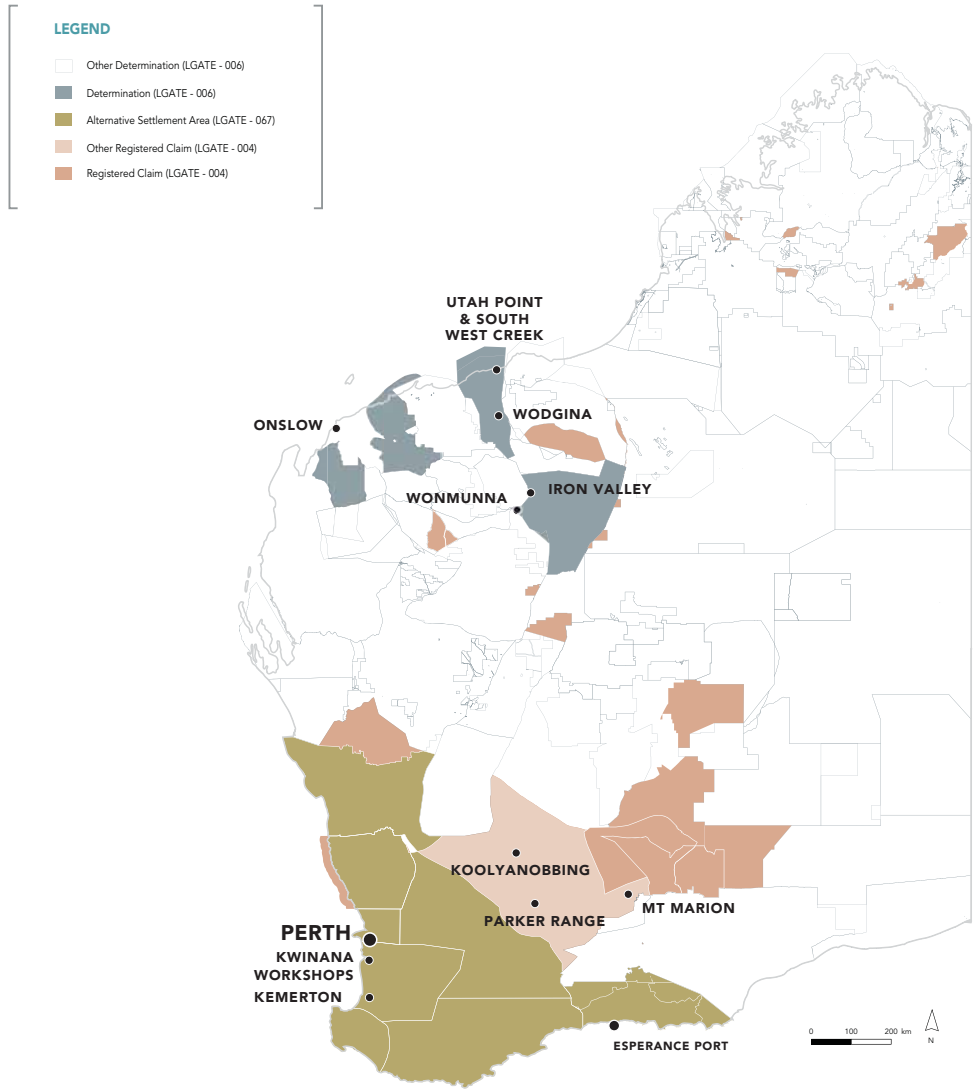 LEGEND
Other Determination (LGATE - 006)
Determination (LGATE - 006)
Alternative Settlement Area (LGATE - 067)
Other Registered Claim (LGATE - 004)
Registered Claim (LGATE - 004)
UTAH POINT
& SOUTH
WEST CREEK
ONSLOW
WODGINA
IRON VALLEY
WONMUNNA
KOOLYANOBBING
MT MARION
PARKER RANGE
PERTH
KWINANA
WORKSHOPS
KEMERTON
ESPERANCE PORT
0 100 200 km
N